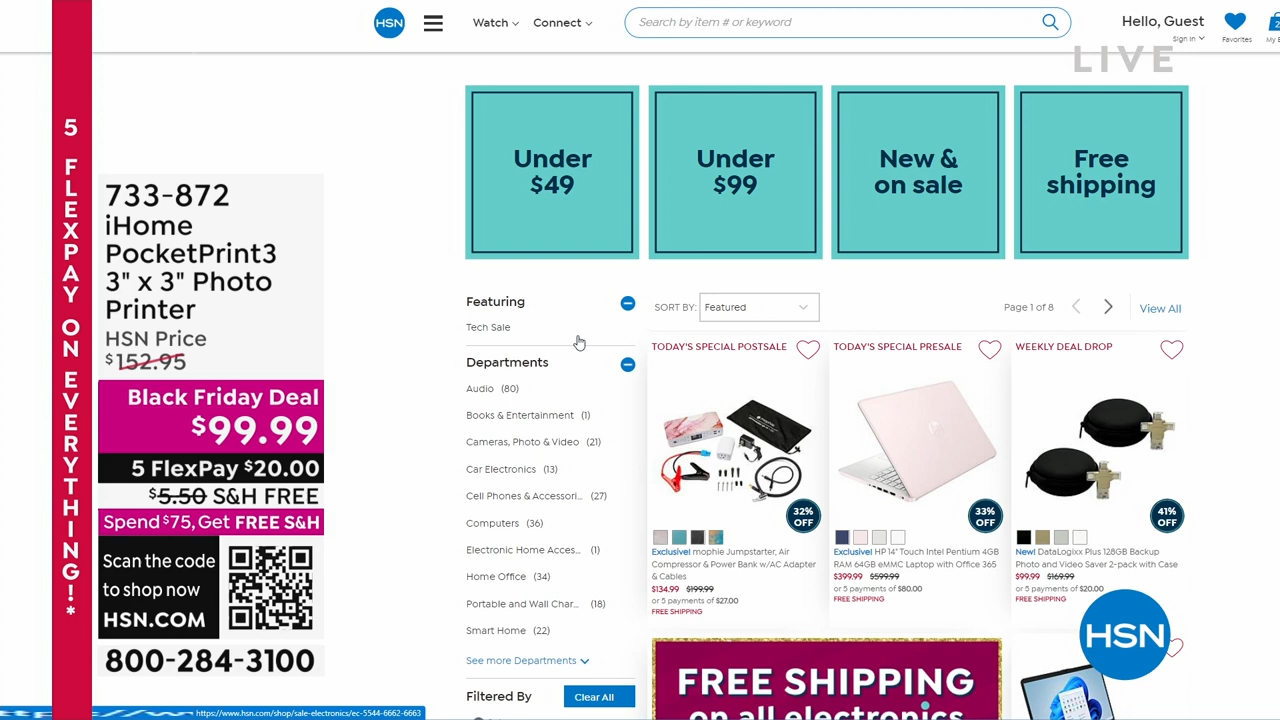 HSN
Watch
Connect
Search by item # or keyword
Hello, Guest
Sign In
Favorites
LIVE
5 FLEXPAY ON EVERYTHING!*
733-872
iHome
PocketPrint3
3" x 3" Photo
Printer
HSN Price
$152.95
Black Friday Deal
$99.99
5 FlexPay $20.00
$5.50 S&H FREE
Spend $75, Get FREE S&H
Scan the code
to shop now
HSN.COM
800-284-3100
Under
$49
Under
$99
New &
on sale
Free
shipping
Featuring
Tech Sale
Departments
Audio (80)
Books & Entertainment (1)
Cameras, Photo & Video (21)
Car Electronics (13)
Cell Phones & Accessori... (27)
Computers (36)
Electronic Home Acces... (1)
Home Office (34)
Portable and Wall Char... (18)
Smart Home (22)
See more Departments
Filtered By
Clear All
SORT BY: Featured
Page 1 of 8
View All
TODAY'S SPECIAL POSTSALE
32%
OFF
Exclusive! mophie Jumpstarter, Air
Compressor & Power Bank w/AC Adapter
& Cables
$134.99 $199.99
or 5 payments of $27.00
FREE SHIPPING
TODAY'S SPECIAL PRESALE
33%
OFF
Exclusive! HP 14" Touch Intel Pentium 4GB
RAM 64GB eMMC Laptop with Office 365
$399.99 $599.99
or 5 payments of $80.00
FREE SHIPPING
WEEKLY DEAL DROP
41%
OFF
New! DataLogixx Plus 128GB Backup
Photo and Video Saver 2-pack with Case
$99.99 $169.99
or 5 payments of $20.00
FREE SHIPPING
HSN
FREE SHIPPING
on all electronics
https://www.hsn.com/shop/sale-electronics/ec-5544-6662-6663